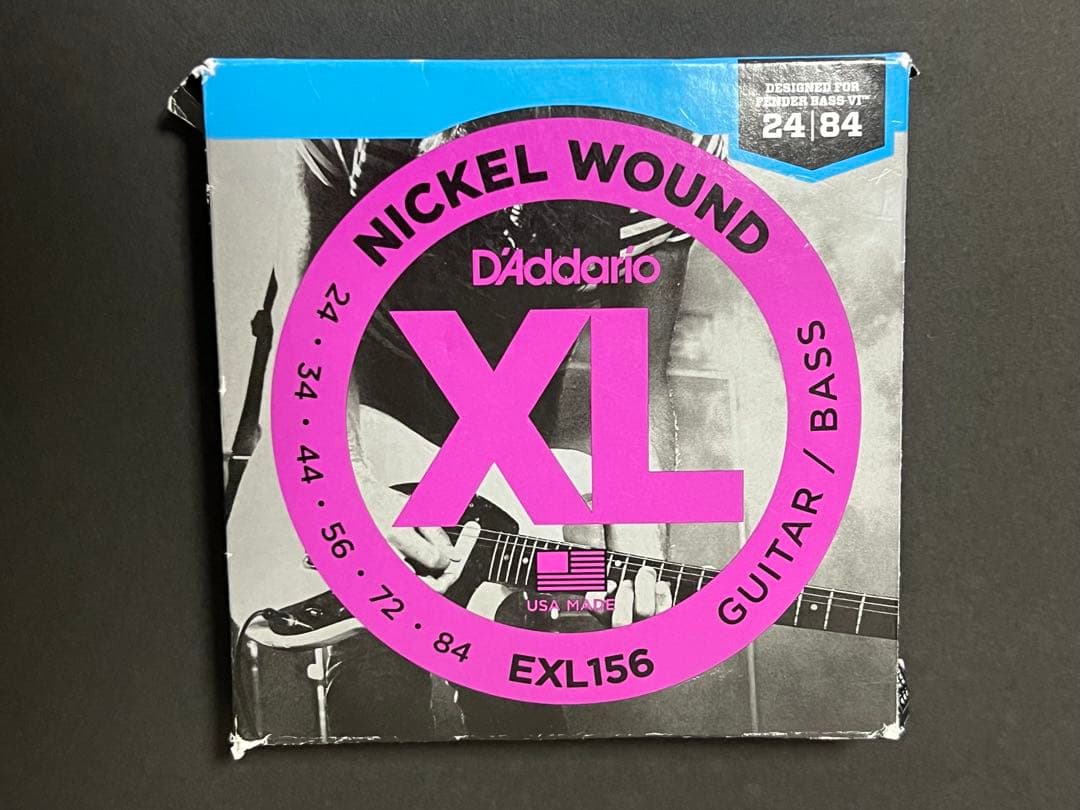 DESIGNED FOR
FENDER BASS VI™
24|84
NICKEL WOUND
D'Addario
XL
24 • 34 • 44 • 56 • 72 • 84
GUITAR / BASS
USA MADE
EXL156